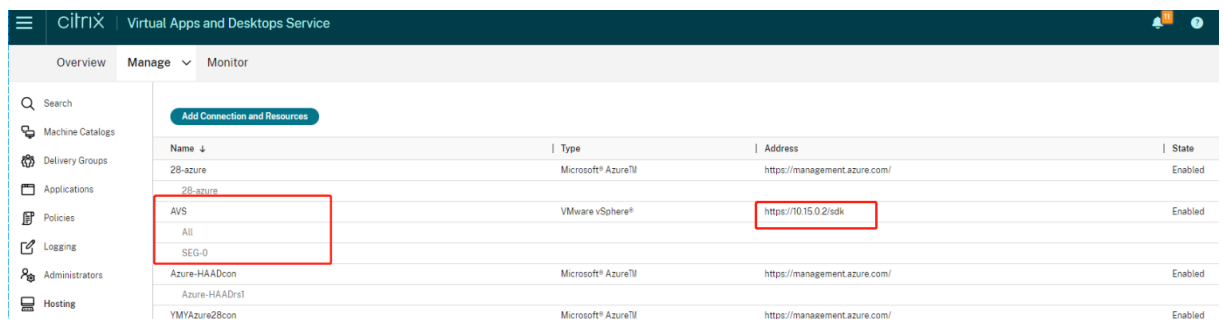 citrix | Virtual Apps and Desktops Service 11 ?
Overview Manage Monitor
Search
Machine Catalogs
Delivery Groups
Applications
Policies
Logging
Administrators
Hosting
Add Connection and Resources
Name ↓ Type Address State
28-azure Microsoft® Azure™ https://management.azure.com/ Enabled
28-azure
AVS VMware vSphere® https://10.15.0.2/sdk Enabled
All
SEG-0
Azure-HAADcon Microsoft® Azure™ https://management.azure.com/ Enabled
Azure-HAADrs1
YMYAzure28con Microsoft® Azure™ https://management.azure.com/ Enabled